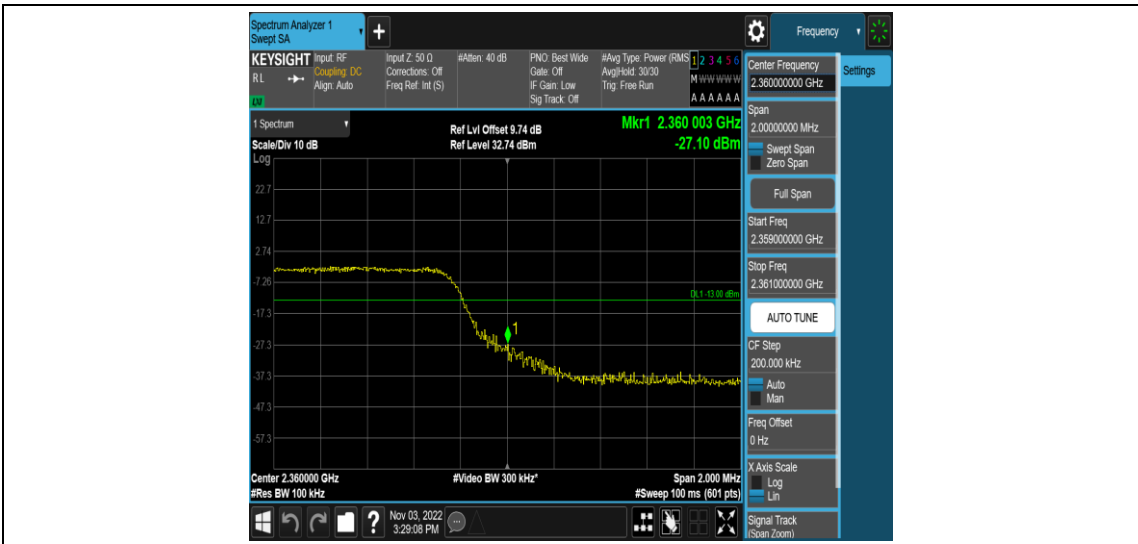 Spectrum Analyzer 1
Swept SA
+
Frequency
KEYSIGHT
RL
LXI
Input: RF
Coupling: DC
Align: Auto
Input Z: 50 Ω
Corrections: Off
Freq Ref: Int (S)
#Atten: 40 dB
PNO: Best Wide
Gate: Off
IF Gain: Low
Sig Track: Off
#Avg Type: Power (RMS
Avg|Hold: 30/30
Trig: Free Run
1 2 3 4 5 6
M W W W W W
A A A A A A
Center Frequency
2.360000000 GHz
Settings
Span
2.00000000 MHz
Swept Span
Zero Span
Full Span
Start Freq
2.359000000 GHz
Stop Freq
2.361000000 GHz
AUTO TUNE
CF Step
200.000 kHz
Auto
Man
Freq Offset
0 Hz
X Axis Scale
Log
Lin
Signal Track
(Span Zoom)
1 Spectrum
Scale/Div 10 dB
Log
Ref Lvl Offset 9.74 dB
Ref Level 32.74 dBm
Mkr1 2.360 003 GHz
-27.10 dBm
22.7
12.7
2.74
-7.26
DL1 -13.00 dBm
-17.3
1
-27.3
-37.3
-47.3
-57.3
Center 2.360000 GHz
#Video BW 300 kHz*
Span 2.000 MHz
#Res BW 100 kHz
#Sweep 100 ms (601 pts)
?
Nov 03, 2022
3:29:08 PM